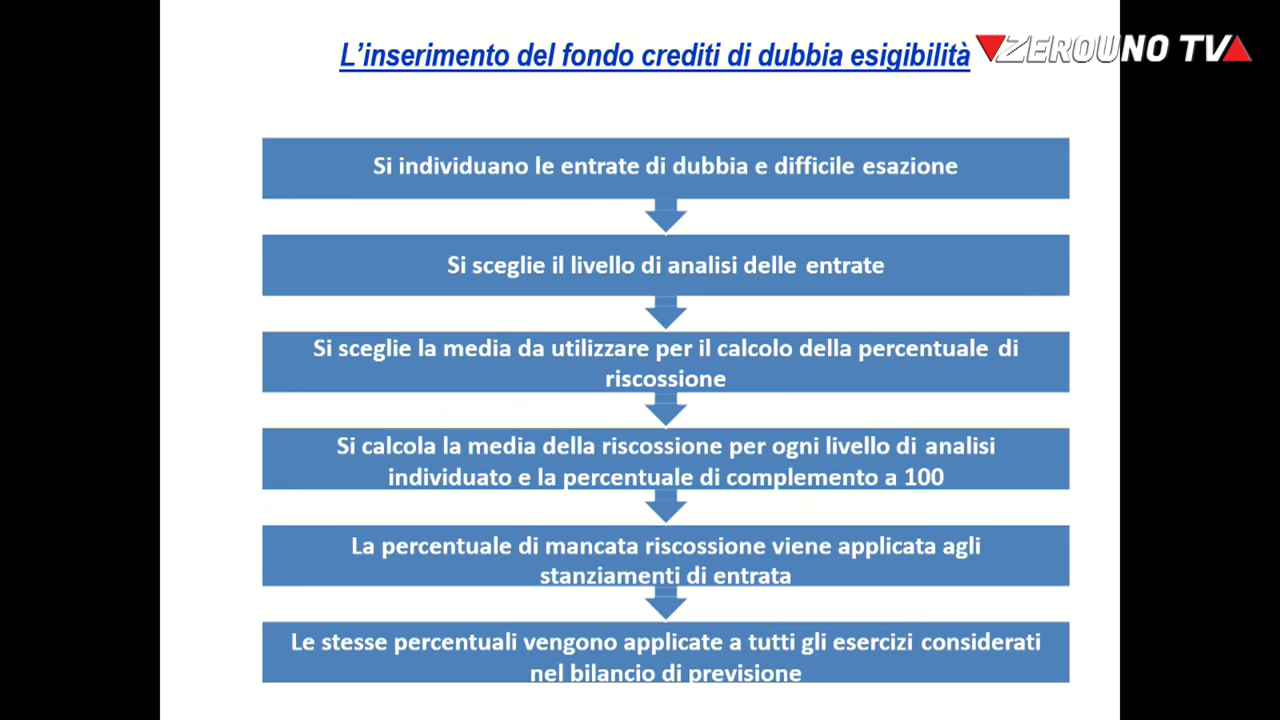 L'inserimento del fondo crediti di dubbia esigibilità
ZEROUNO TV
Si individuano le entrate di dubbia e difficile esazione
Si sceglie il livello di analisi delle entrate
Si sceglie la media da utilizzare per il calcolo della percentuale di
riscossione
Si calcola la media della riscossione per ogni livello di analisi
individuato e la percentuale di complemento a 100
La percentuale di mancata riscossione viene applicata agli
stanziamenti di entrata
Le stesse percentuali vengono applicate a tutti gli esercizi considerati
nel bilancio di previsione